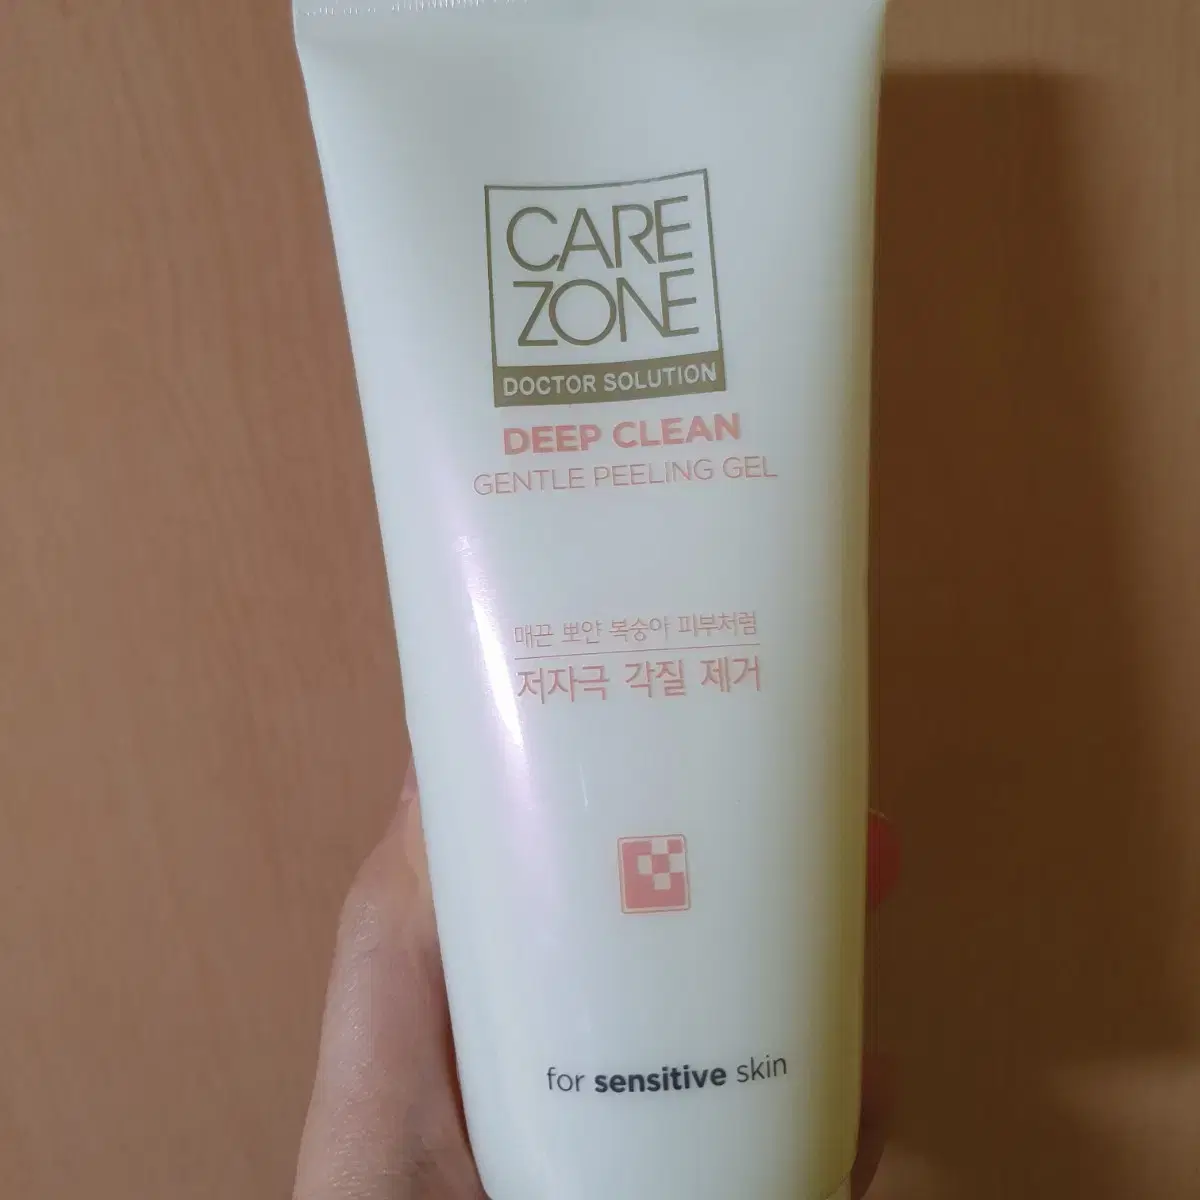 CARE
ZONE
DOCTOR SOLUTION
DEEP CLEAN
GENTLE PEELING GEL
매끈 뽀얀 복숭아 피부처럼
저자극 각질 제거
for sensitive skin